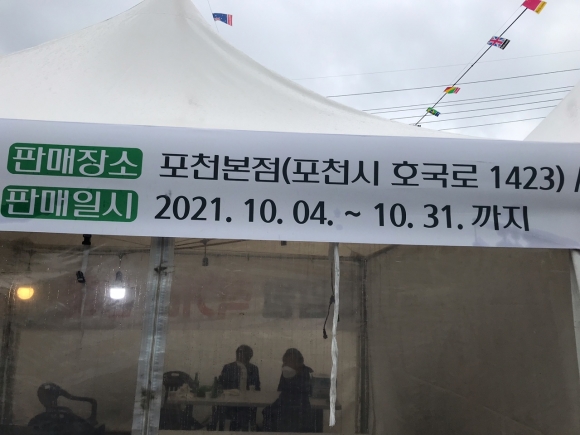 판매장소 포천본점(포천시 호국로 1423) /
판매일시 2021. 10. 04. ~ 10. 31. 까지